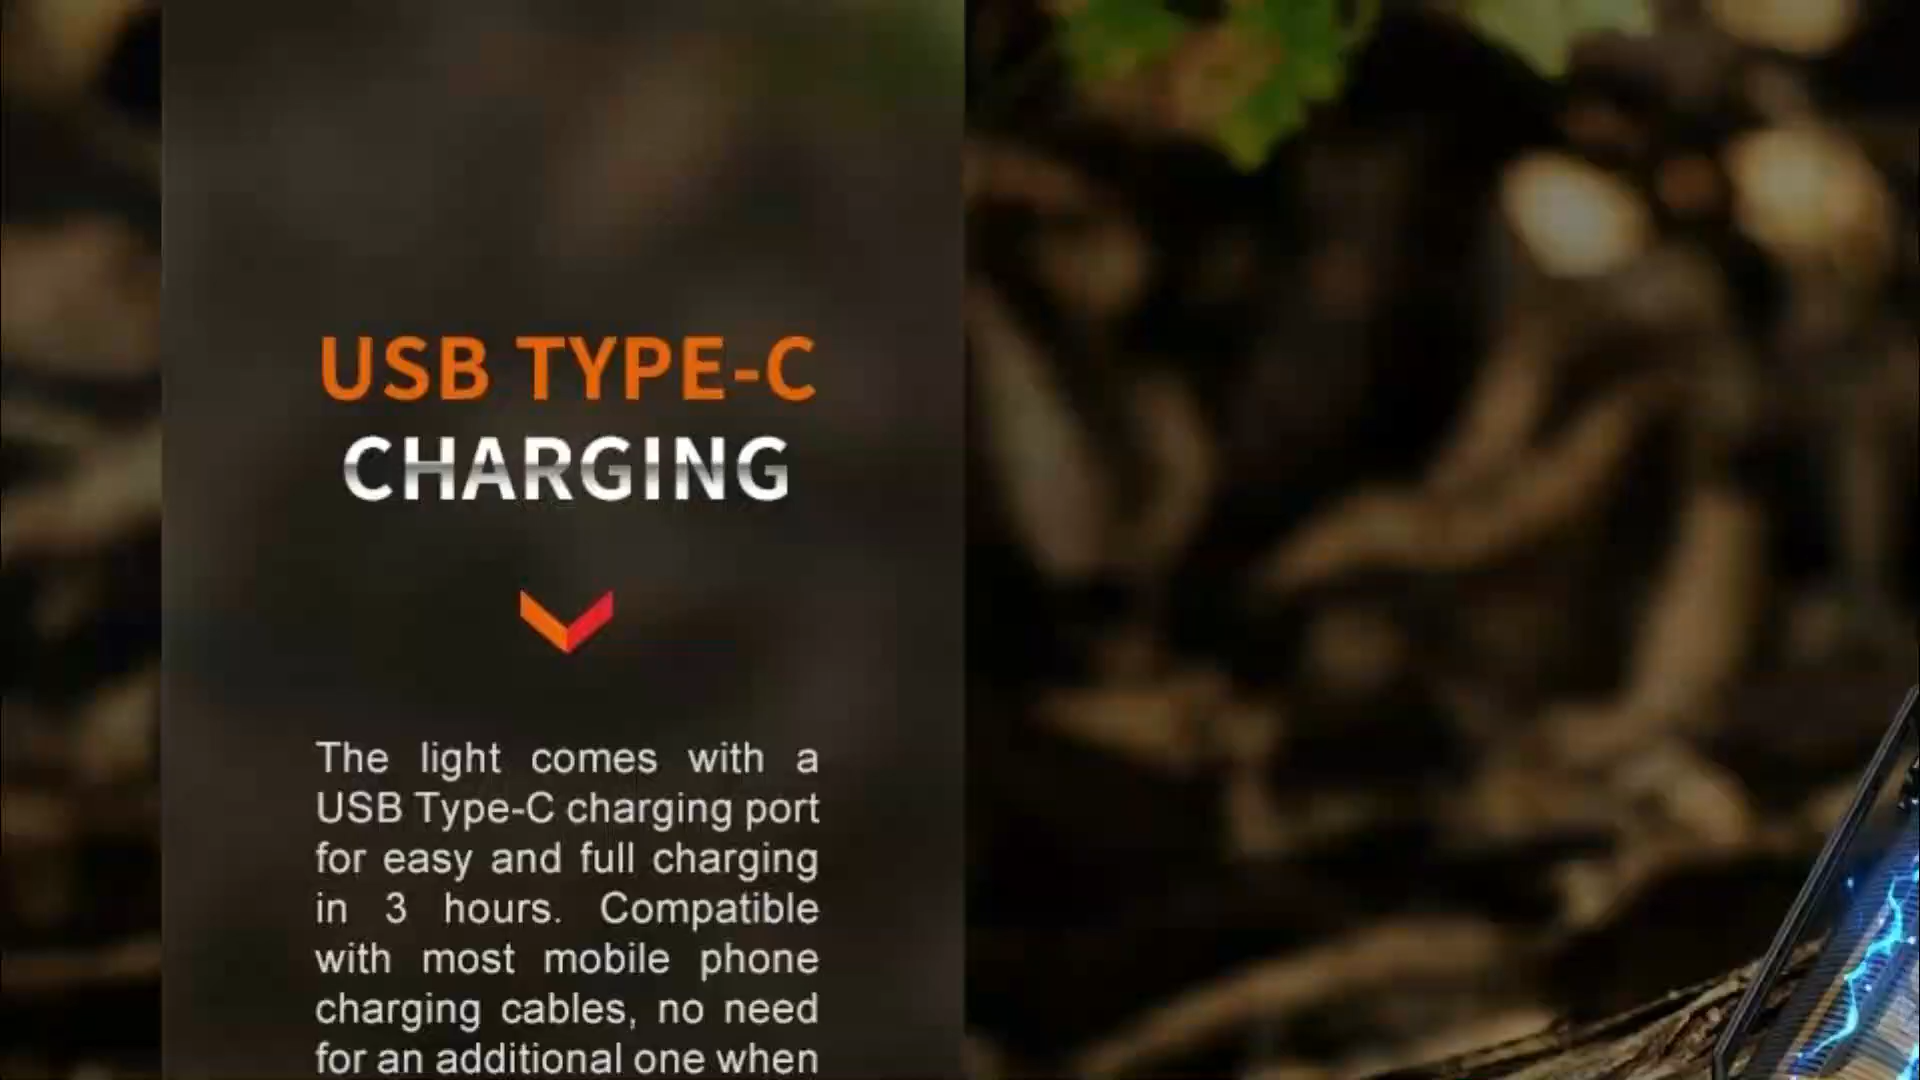 USB TYPE-C
CHARGING
The light comes with a
USB Type-C charging port
for easy and full charging
in 3 hours. Compatible
with most mobile phone
charging cables, no need
for an additional one when